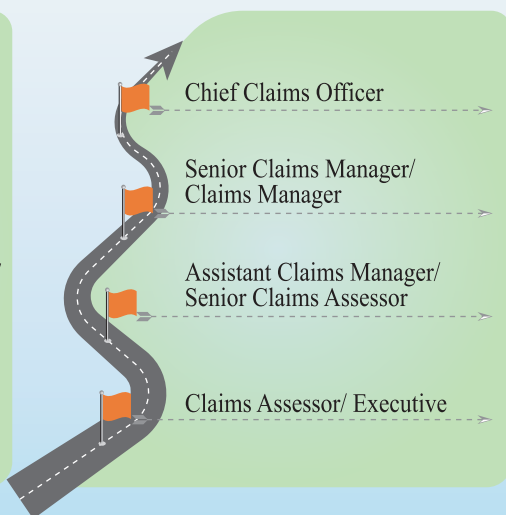 Chief Claims Officer
Senior Claims Manager/
Claims Manager
Assistant Claims Manager/
Senior Claims Assessor
Claims Assessor/ Executive